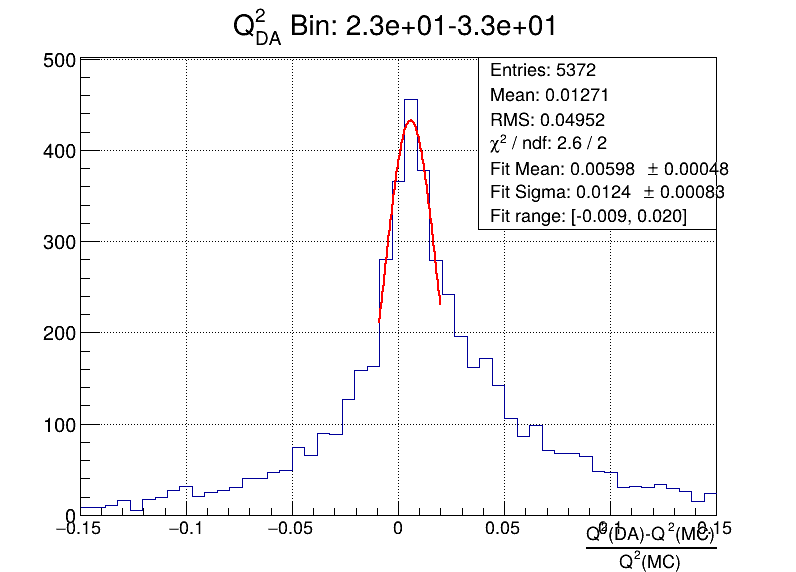 Q²_DA Bin: 2.3e+01-3.3e+01
Entries: 5372
Mean: 0.01271
RMS: 0.04952
χ² / ndf: 2.6 / 2
Fit Mean: 0.00598 ± 0.00048
Fit Sigma: 0.0124 ± 0.00083
Fit range: [-0.009, 0.020]
500
400
300
200
100
0
−0.15 −0.1 −0.05 0 0.05 0.1 0.15
Q²(DA)-Q²(MC)
Q²(MC)